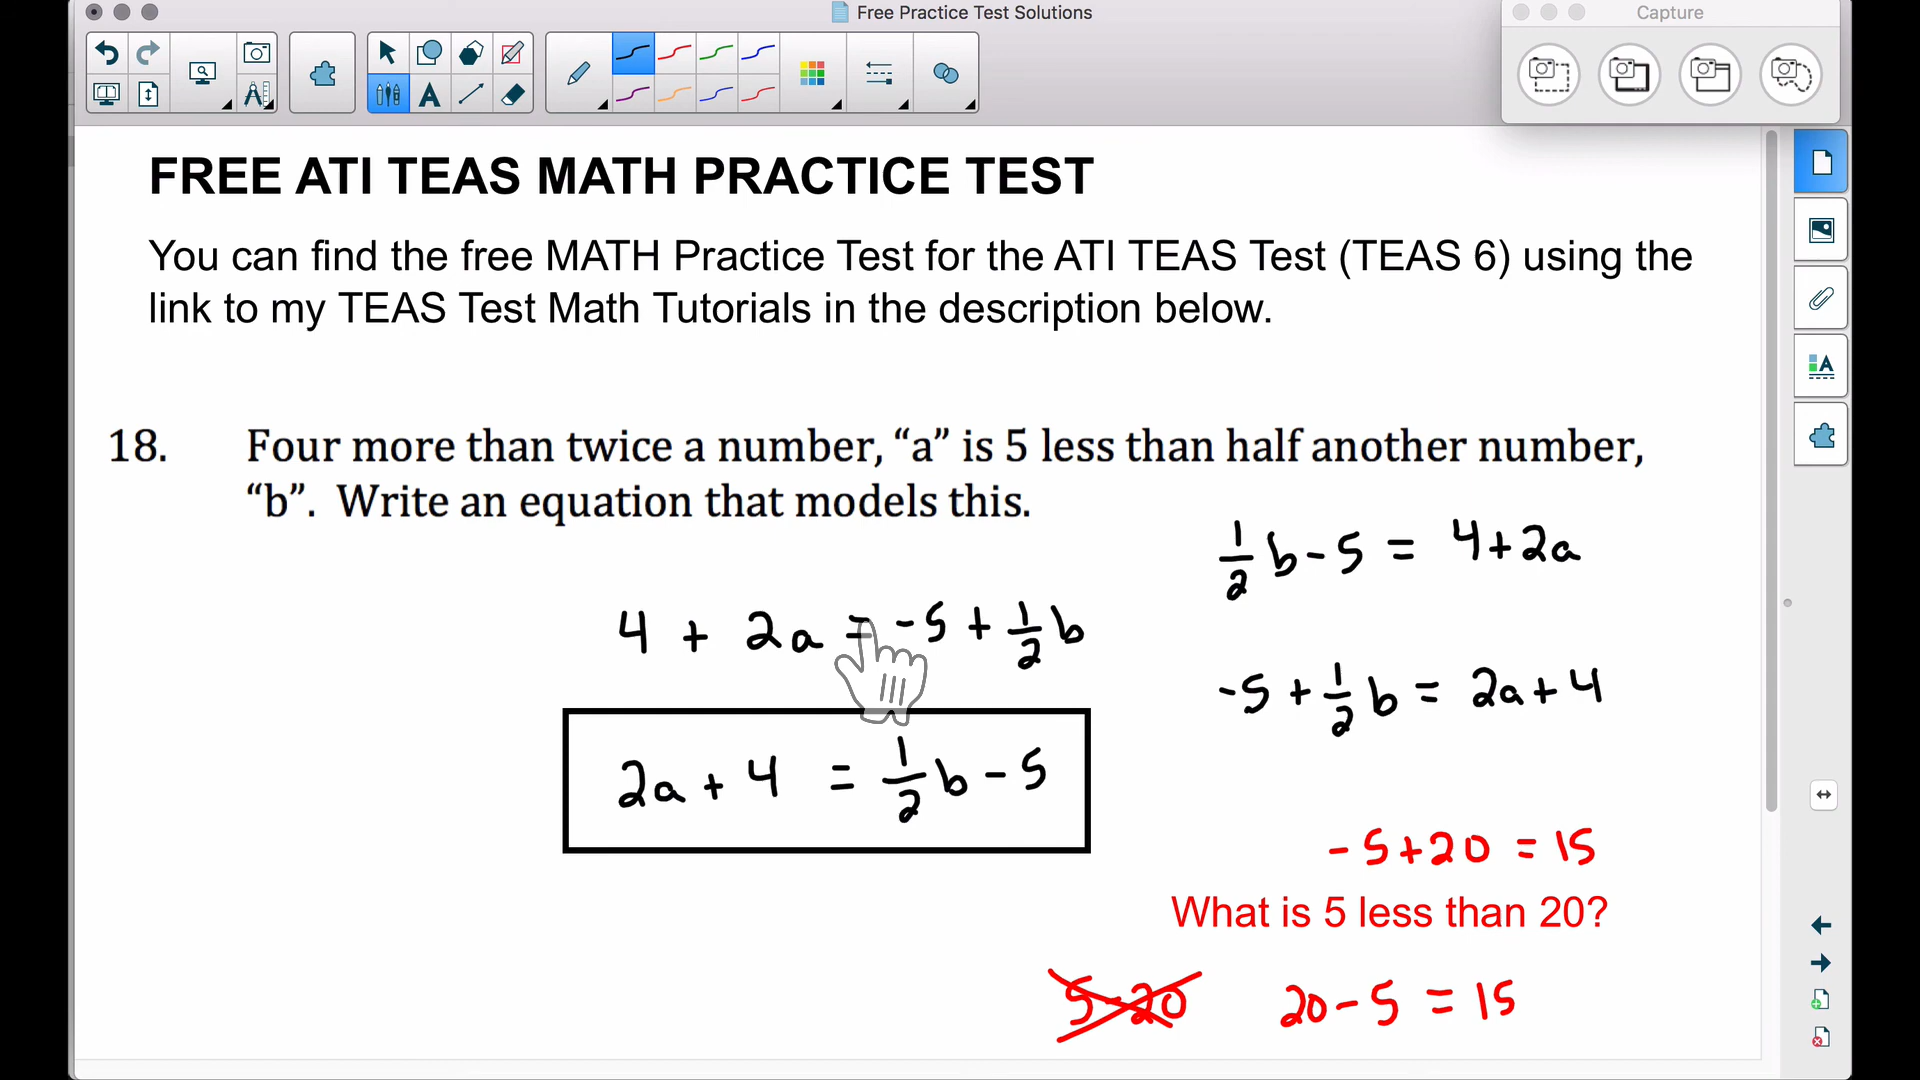 Free Practice Test Solutions
Capture
FREE ATI TEAS MATH PRACTICE TEST
You can find the free MATH Practice Test for the ATI TEAS Test (TEAS 6) using the
link to my TEAS Test Math Tutorials in the description below.
18. Four more than twice a number, “a” is 5 less than half another number,
“b”. Write an equation that models this.
1/2 b - 5 = 4 + 2a
4 + 2a = -5 + 1/2 b
-5 + 1/2 b = 2a + 4
2a + 4 = 1/2 b - 5
-5 + 20 = 15
What is 5 less than 20?
5 - 20
20 - 5 = 15